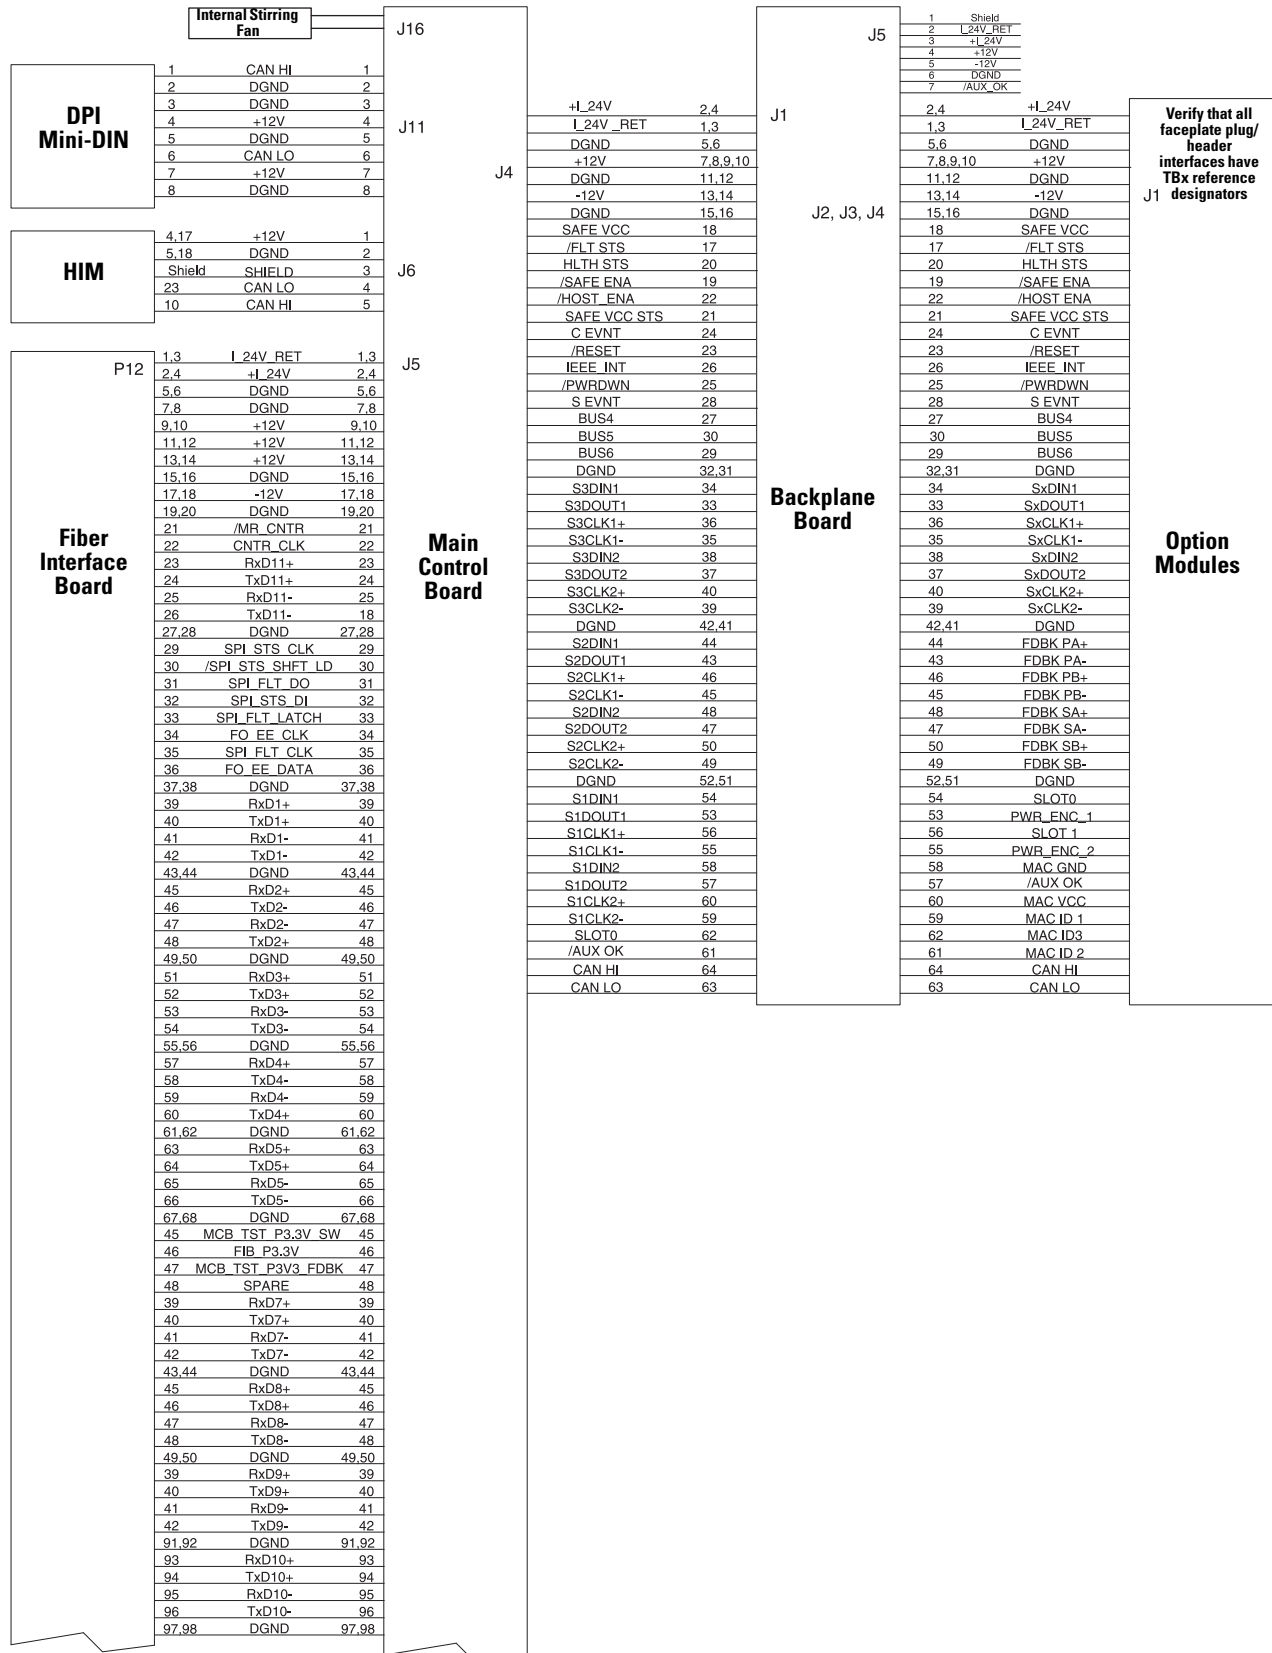 Internal Stirring
Fan
J16
DPI
Mini-DIN
1 CAN HI 1
2 DGND 2
3 DGND 3
4 +12V 4
5 DGND 5
6 CAN LO 6
7 +12V 7
8 DGND 8
J11
HIM
4,17 +12V 1
5,18 DGND 2
Shield SHIELD 3
23 CAN LO 4
10 CAN HI 5
J6
Fiber
Interface
Board
P12
J5
1,3 I_24V_RET 1,3
2,4 +I_24V 2,4
5,6 DGND 5,6
7,8 DGND 7,8
9,10 +12V 9,10
11,12 +12V 11,12
13,14 +12V 13,14
15,16 DGND 15,16
17,18 -12V 17,18
19,20 DGND 19,20
21 /MR_CNTR 21
22 CNTR_CLK 22
23 RxD11+ 23
24 TxD11+ 24
25 RxD11- 25
26 TxD11- 18
27,28 DGND 27,28
29 SPI_STS_CLK 29
30 /SPI_STS_SHFT_LD 30
31 SPI_FLT_DO 31
32 SPI_STS_DI 32
33 SPI_FLT_LATCH 33
34 FO_EE_CLK 34
35 SPI_FLT_CLK 35
36 FO_EE_DATA 36
37,38 DGND 37,38
39 RxD1+ 39
40 TxD1+ 40
41 RxD1- 41
42 TxD1- 42
43,44 DGND 43,44
45 RxD2+ 45
46 TxD2- 46
47 RxD2- 47
48 TxD2+ 48
49,50 DGND 49,50
51 RxD3+ 51
52 TxD3+ 52
53 RxD3- 53
54 TxD3- 54
55,56 DGND 55,56
57 RxD4+ 57
58 TxD4- 58
59 RxD4- 59
60 TxD4+ 60
61,62 DGND 61,62
63 RxD5+ 63
64 TxD5+ 64
65 RxD5- 65
66 TxD5- 66
67,68 DGND 67,68
45 MCB_TST_P3.3V_SW 45
46 FIB_P3.3V 46
47 MCB_TST_P3V3_FDBK 47
48 SPARE 48
39 RxD7+ 39
40 TxD7+ 40
41 RxD7- 41
42 TxD7- 42
43,44 DGND 43,44
45 RxD8+ 45
46 TxD8+ 46
47 RxD8- 47
48 TxD8- 48
49,50 DGND 49,50
39 RxD9+ 39
40 TxD9+ 40
41 RxD9- 41
42 TxD9- 42
91,92 DGND 91,92
93 RxD10+ 93
94 TxD10+ 94
95 RxD10- 95
96 TxD10- 96
97,98 DGND 97,98
Main
Control
Board
J4
J1
+I_24V 2,4
I_24V _RET 1,3
DGND 5,6
+12V 7,8,9,10
DGND 11,12
-12V 13,14
DGND 15,16
SAFE VCC 18
/FLT STS 17
HLTH STS 20
/SAFE ENA 19
/HOST_ENA 22
SAFE VCC STS 21
C EVNT 24
/RESET 23
IEEE_INT 26
/PWRDWN 25
S EVNT 28
BUS4 27
BUS5 30
BUS6 29
DGND 32,31
S3DIN1 34
S3DOUT1 33
S3CLK1+ 36
S3CLK1- 35
S3DIN2 38
S3DOUT2 37
S3CLK2+ 40
S3CLK2- 39
DGND 42,41
S2DIN1 44
S2DOUT1 43
S2CLK1+ 46
S2CLK1- 45
S2DIN2 48
S2DOUT2 47
S2CLK2+ 50
S2CLK2- 49
DGND 52,51
S1DIN1 54
S1DOUT1 53
S1CLK1+ 56
S1CLK1- 55
S1DIN2 58
S1DOUT2 57
S1CLK2+ 60
S1CLK2- 59
SLOT0 62
/AUX OK 61
CAN HI 64
CAN LO 63
Backplane
Board
J5
1 Shield
2 I_24V_RET
3 +I_24V
4 +12V
5 -12V
6 DGND
7 /AUX_OK
J2, J3, J4
2,4 +I_24V
1,3 I_24V_RET
5,6 DGND
7,8,9,10 +12V
11,12 DGND
13,14 -12V
15,16 DGND
18 SAFE VCC
17 /FLT STS
20 HLTH STS
19 /SAFE ENA
22 /HOST ENA
21 SAFE VCC STS
24 C EVNT
23 /RESET
26 IEEE_INT
25 /PWRDWN
28 S EVNT
27 BUS4
30 BUS5
29 BUS6
32,31 DGND
34 SxDIN1
33 SxDOUT1
36 SxCLK1+
35 SxCLK1-
38 SxDIN2
37 SxDOUT2
40 SxCLK2+
39 SxCLK2-
42,41 DGND
44 FDBK PA+
43 FDBK PA-
46 FDBK PB+
45 FDBK PB-
48 FDBK SA+
47 FDBK SA-
50 FDBK SB+
49 FDBK SB-
52,51 DGND
54 SLOT0
53 PWR_ENC_1
56 SLOT 1
55 PWR_ENC_2
58 MAC GND
57 /AUX OK
60 MAC VCC
59 MAC ID 1
62 MAC ID3
61 MAC ID 2
64 CAN HI
63 CAN LO
Verify that all
faceplate plug/
header
interfaces have
TBx reference
designators
J1
Option
Modules